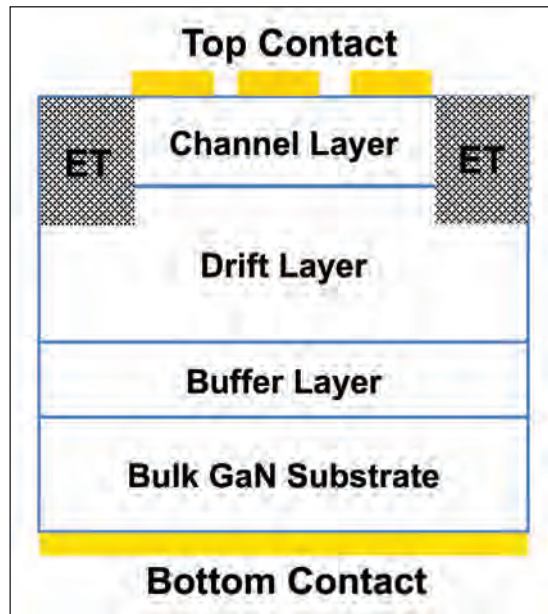 Top Contact
Channel Layer
ET
ET
Drift Layer
Buffer Layer
Bulk GaN Substrate
Bottom Contact